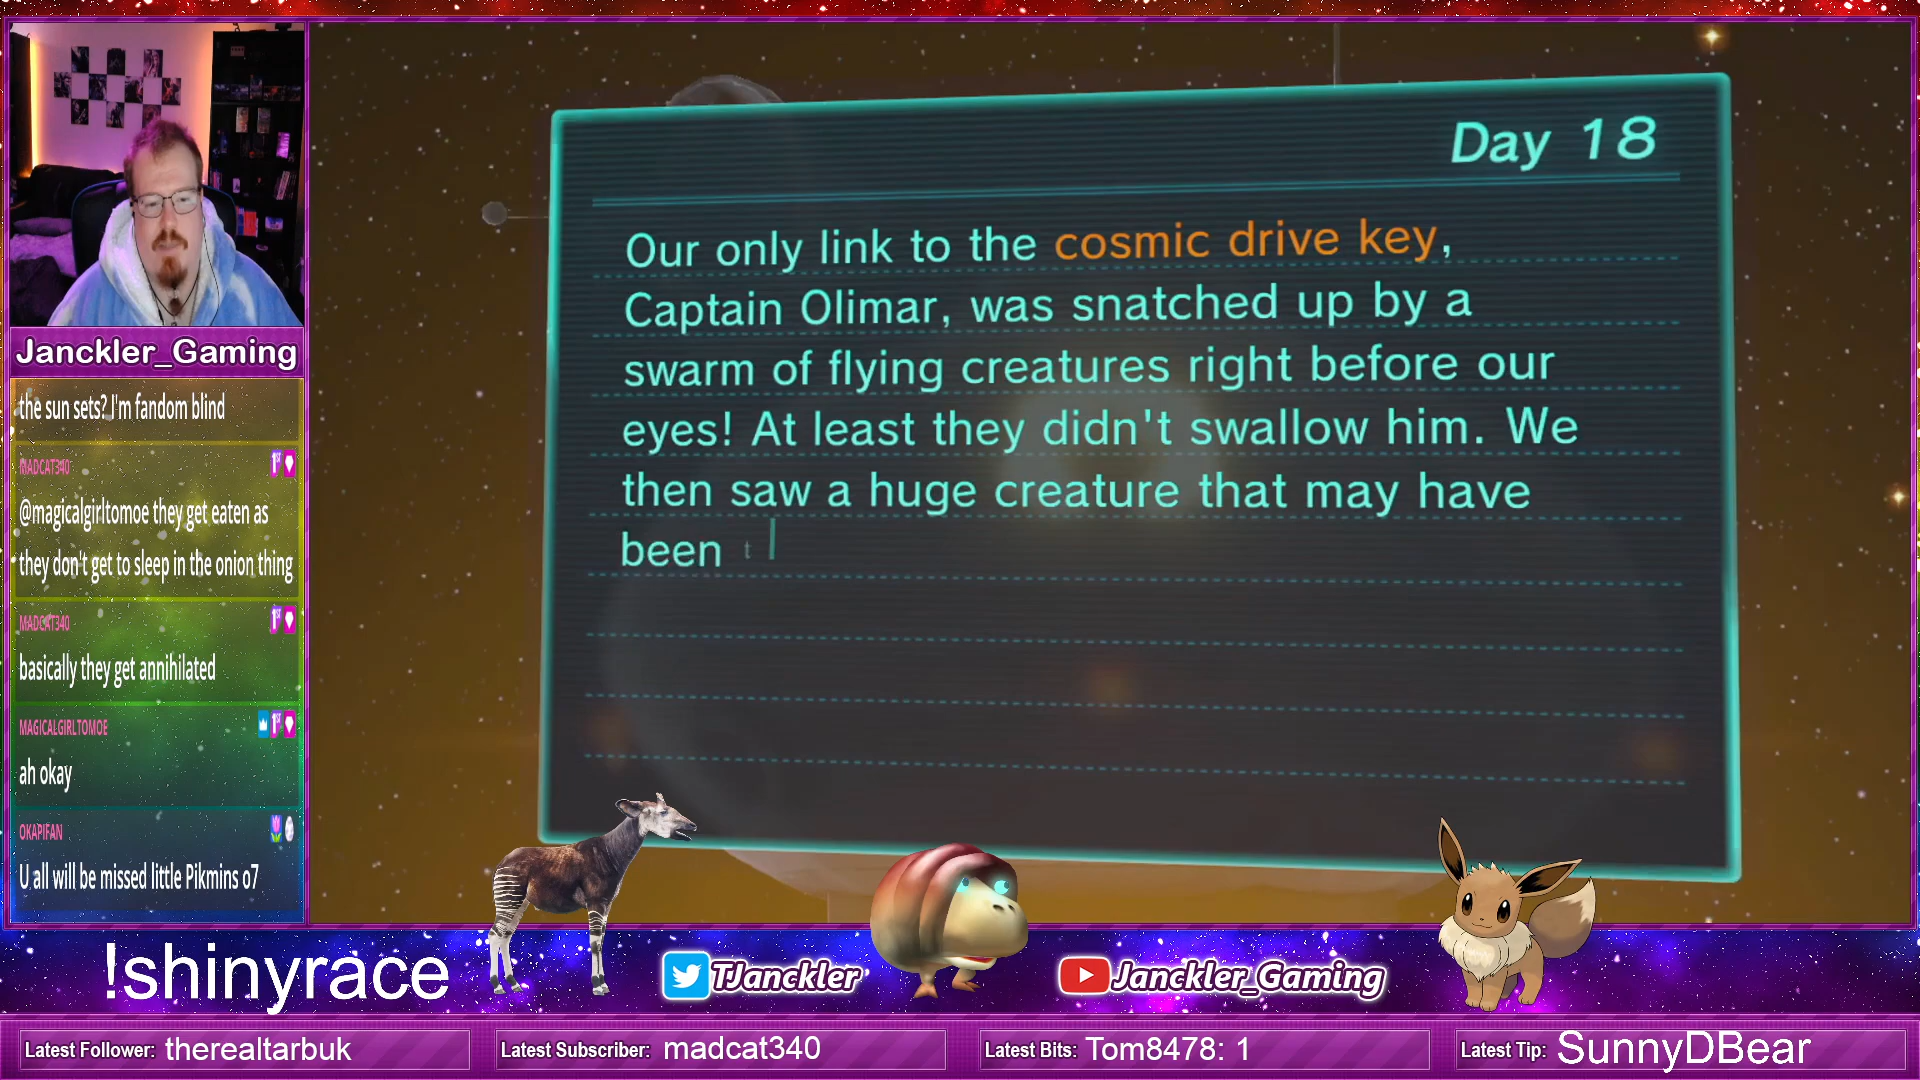 Day 18
Our only link to the cosmic drive key,
Captain Olimar, was snatched up by a
swarm of flying creatures right before our
eyes! At least they didn't swallow him. We
then saw a huge creature that may have
been t
Janckler_Gaming
the sun sets? I'm fandom blind
MADCAT340
@magicalgirltomoe they get eaten as
they don't get to sleep in the onion thing
MADCAT340
basically they get annihilated
MAGICALGIRLTOMOE
ah okay
OKAPIFAN
U all will be missed little Pikmins o7
!shinyrace
TJanckler
Janckler_Gaming
Latest Follower: therealtarbuk
Latest Subscriber: madcat340
Latest Bits: Tom8478: 1
Latest Tip: SunnyDBear